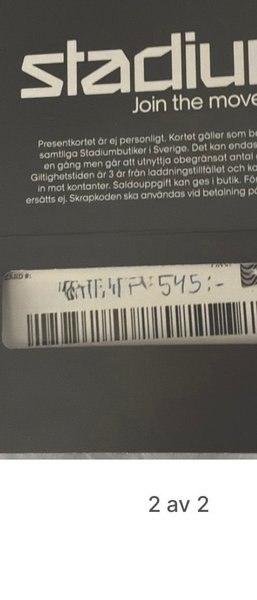 stadiu
Join the move
Presentkortet är ej personligt. Kortet gäller som be
samtliga Stadiumbutiker i Sverige. Det kan endas
en gång men går att utnyttja obegränsat antal
Giltighetstiden är 3 år från laddningstillfället och ka
in mot kontanter. Saldouppgift kan ges i butik. För
ersätts ej. Skrapkoden ska användas vid betalning på
CARD #:
545:-
2 av 2